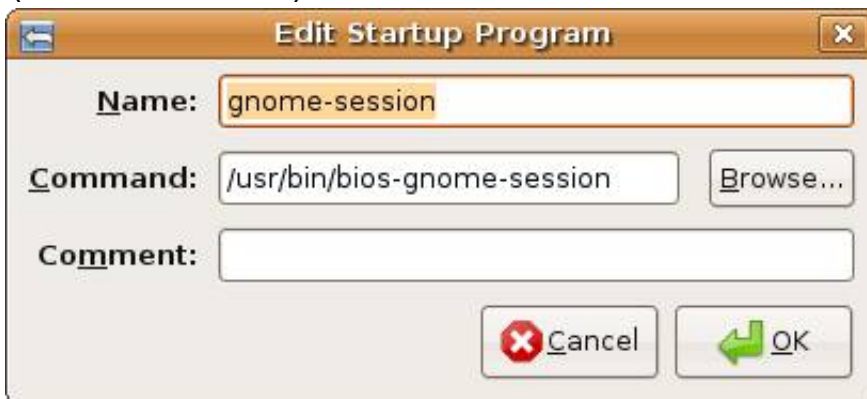 Edit Startup Program
Name: gnome-session
Command: /usr/bin/bios-gnome-session Browse...
Comment:
Cancel OK